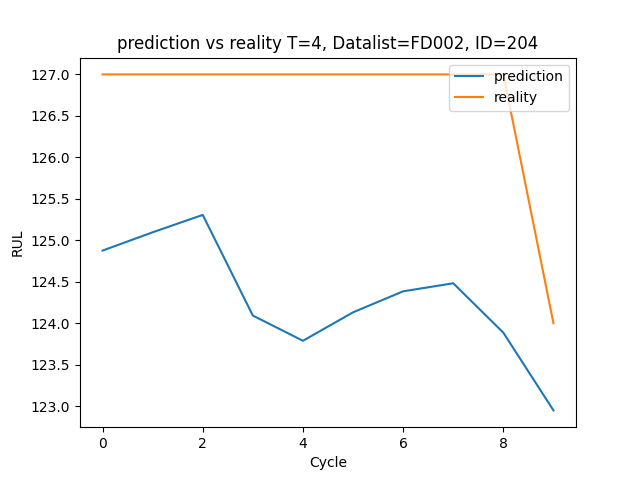 prediction vs reality T=4, Datalist=FD002, ID=204
127.0
126.5
126.0
125.5
125.0
124.5
124.0
123.5
123.0
RUL
prediction
reality
0 2 4 6 8
Cycle